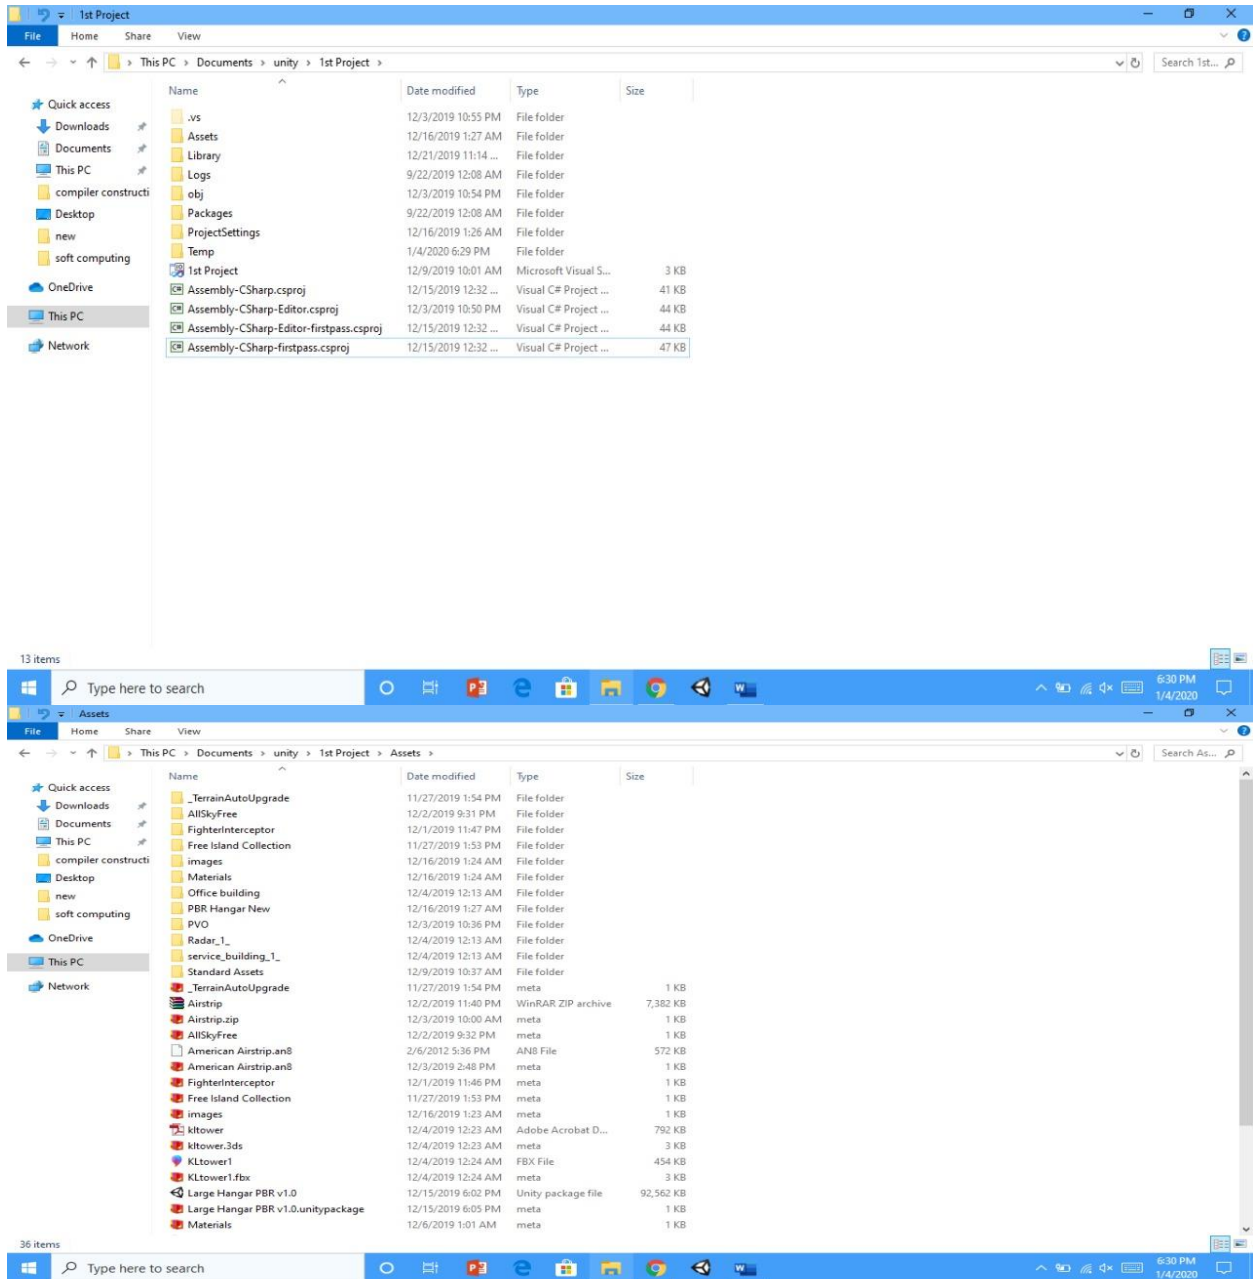 1st Project
File Home Share View
This PC > Documents > unity > 1st Project >
Search 1st...
Name Date modified Type Size
Quick access
Downloads
Documents
This PC
compiler constructi
Desktop
new
soft computing
OneDrive
This PC
Network
.vs 12/3/2019 10:55 PM File folder
Assets 12/16/2019 1:27 AM File folder
Library 12/21/2019 11:14 ... File folder
Logs 9/22/2019 12:08 AM File folder
obj 12/3/2019 10:54 PM File folder
Packages 9/22/2019 12:08 AM File folder
ProjectSettings 12/16/2019 1:26 AM File folder
Temp 1/4/2020 6:29 PM File folder
1st Project 12/9/2019 10:01 AM Microsoft Visual S... 3 KB
Assembly-CSharp.csproj 12/15/2019 12:32 ... Visual C# Project ... 41 KB
Assembly-CSharp-Editor.csproj 12/3/2019 10:50 PM Visual C# Project ... 44 KB
Assembly-CSharp-Editor-firstpass.csproj 12/15/2019 12:32 ... Visual C# Project ... 44 KB
Assembly-CSharp-firstpass.csproj 12/15/2019 12:32 ... Visual C# Project ... 47 KB
13 items
Type here to search
6:30 PM
1/4/2020
Assets
File Home Share View
This PC > Documents > unity > 1st Project > Assets >
Search As...
Name Date modified Type Size
Quick access
Downloads
Documents
This PC
compiler constructi
Desktop
new
soft computing
OneDrive
This PC
Network
_TerrainAutoUpgrade 11/27/2019 1:54 PM File folder
AllSkyFree 12/2/2019 9:31 PM File folder
FighterInterceptor 12/1/2019 11:47 PM File folder
Free Island Collection 11/27/2019 1:53 PM File folder
images 12/16/2019 1:24 AM File folder
Materials 12/16/2019 1:24 AM File folder
Office building 12/4/2019 12:13 AM File folder
PBR Hangar New 12/16/2019 1:27 AM File folder
PVO 12/3/2019 10:36 PM File folder
Radar_1_ 12/4/2019 12:13 AM File folder
service_building_1_ 12/4/2019 12:13 AM File folder
Standard Assets 12/9/2019 10:37 AM File folder
_TerrainAutoUpgrade 11/27/2019 1:54 PM meta 1 KB
Airstrip 12/2/2019 11:40 PM WinRAR ZIP archive 7,382 KB
Airstrip.zip 12/3/2019 10:00 AM meta 1 KB
AllSkyFree 12/2/2019 9:32 PM meta 1 KB
American Airstrip.an8 2/6/2012 5:36 PM AN8 File 572 KB
American Airstrip.an8 12/3/2019 2:48 PM meta 1 KB
FighterInterceptor 12/1/2019 11:46 PM meta 1 KB
Free Island Collection 11/27/2019 1:53 PM meta 1 KB
images 12/16/2019 1:23 AM meta 1 KB
kltower 12/4/2019 12:23 AM Adobe Acrobat D... 792 KB
kltower.3ds 12/4/2019 12:23 AM meta 3 KB
KLtower1 12/4/2019 12:24 AM FBX File 454 KB
KLtower1.fbx 12/4/2019 12:24 AM meta 3 KB
Large Hangar PBR v1.0 12/15/2019 6:02 PM Unity package file 92,562 KB
Large Hangar PBR v1.0.unitypackage 12/15/2019 6:05 PM meta 1 KB
Materials 12/6/2019 1:01 AM meta 1 KB
36 items
Type here to search
6:30 PM
1/4/2020